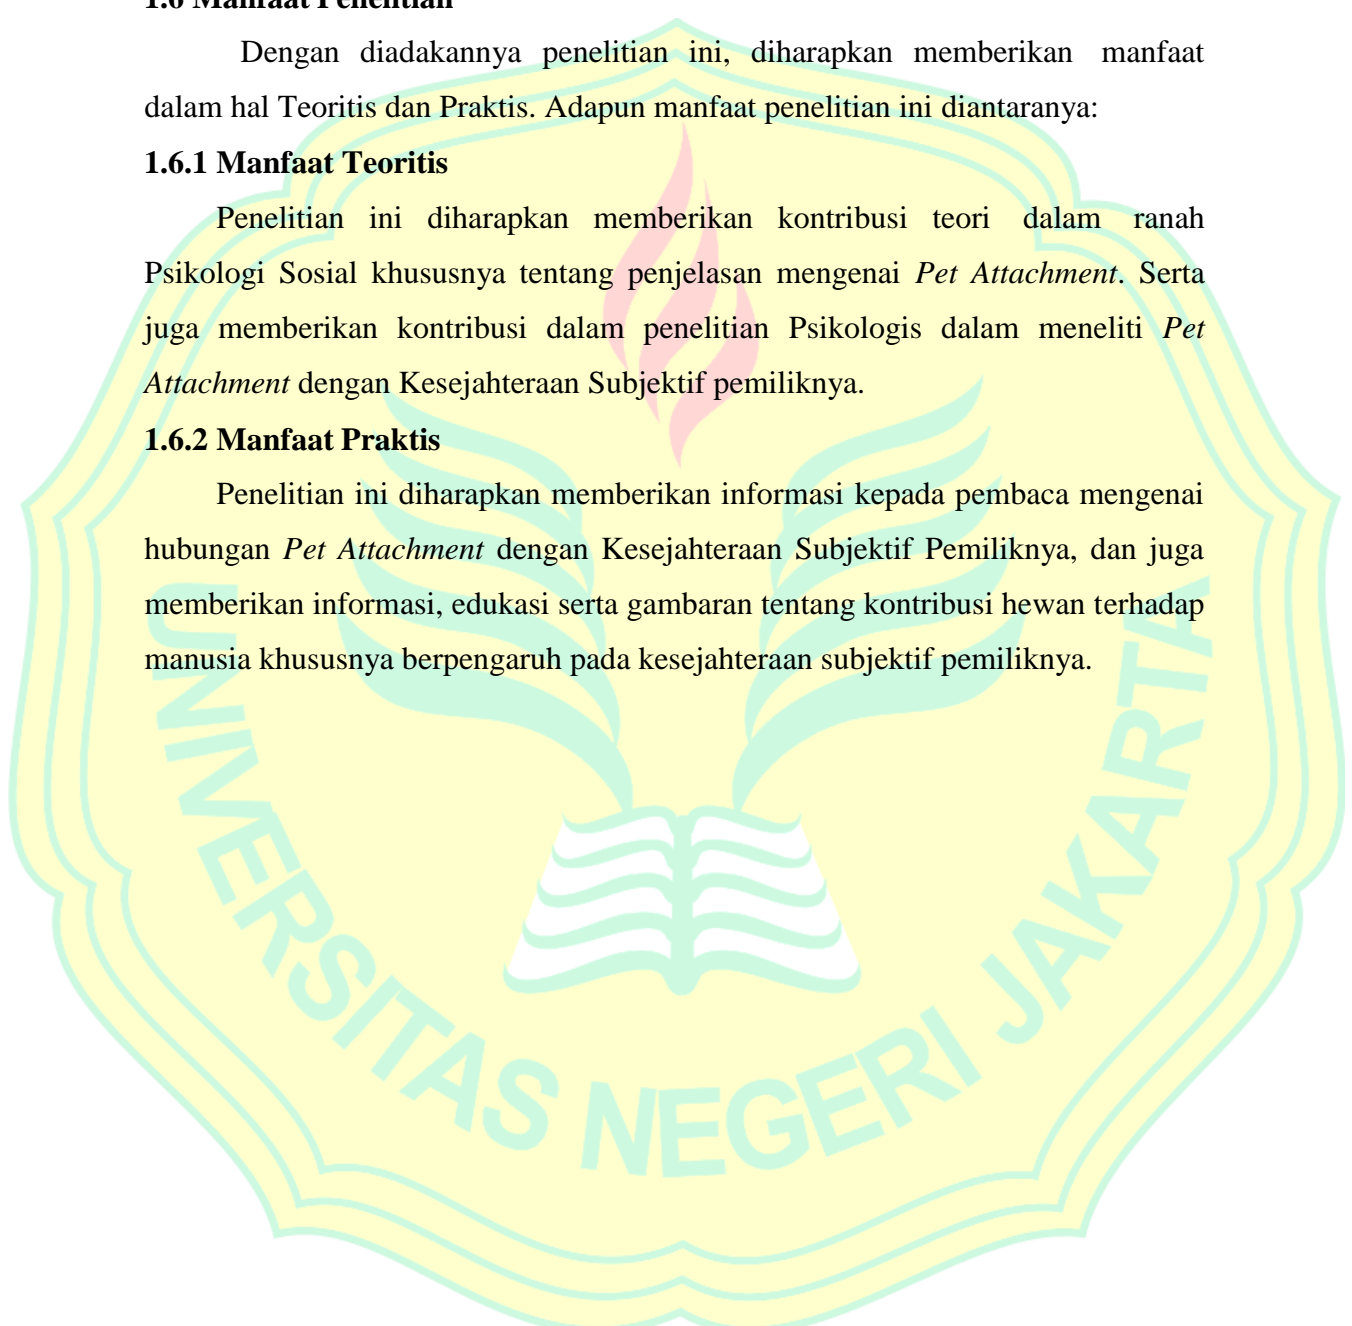 1.6 Manfaat Penelitian
Dengan diadakannya penelitian ini, diharapkan memberikan manfaat
dalam hal Teoritis dan Praktis. Adapun manfaat penelitian ini diantaranya:
1.6.1 Manfaat Teoritis
Penelitian ini diharapkan memberikan kontribusi teori dalam ranah
Psikologi Sosial khususnya tentang penjelasan mengenai Pet Attachment. Serta
juga memberikan kontribusi dalam penelitian Psikologis dalam meneliti Pet
Attachment dengan Kesejahteraan Subjektif pemiliknya.
1.6.2 Manfaat Praktis
Penelitian ini diharapkan memberikan informasi kepada pembaca mengenai
hubungan Pet Attachment dengan Kesejahteraan Subjektif Pemiliknya, dan juga
memberikan informasi, edukasi serta gambaran tentang kontribusi hewan terhadap
manusia khususnya berpengaruh pada kesejahteraan subjektif pemiliknya.
UNIVERSITAS NEGERI JAKARTA